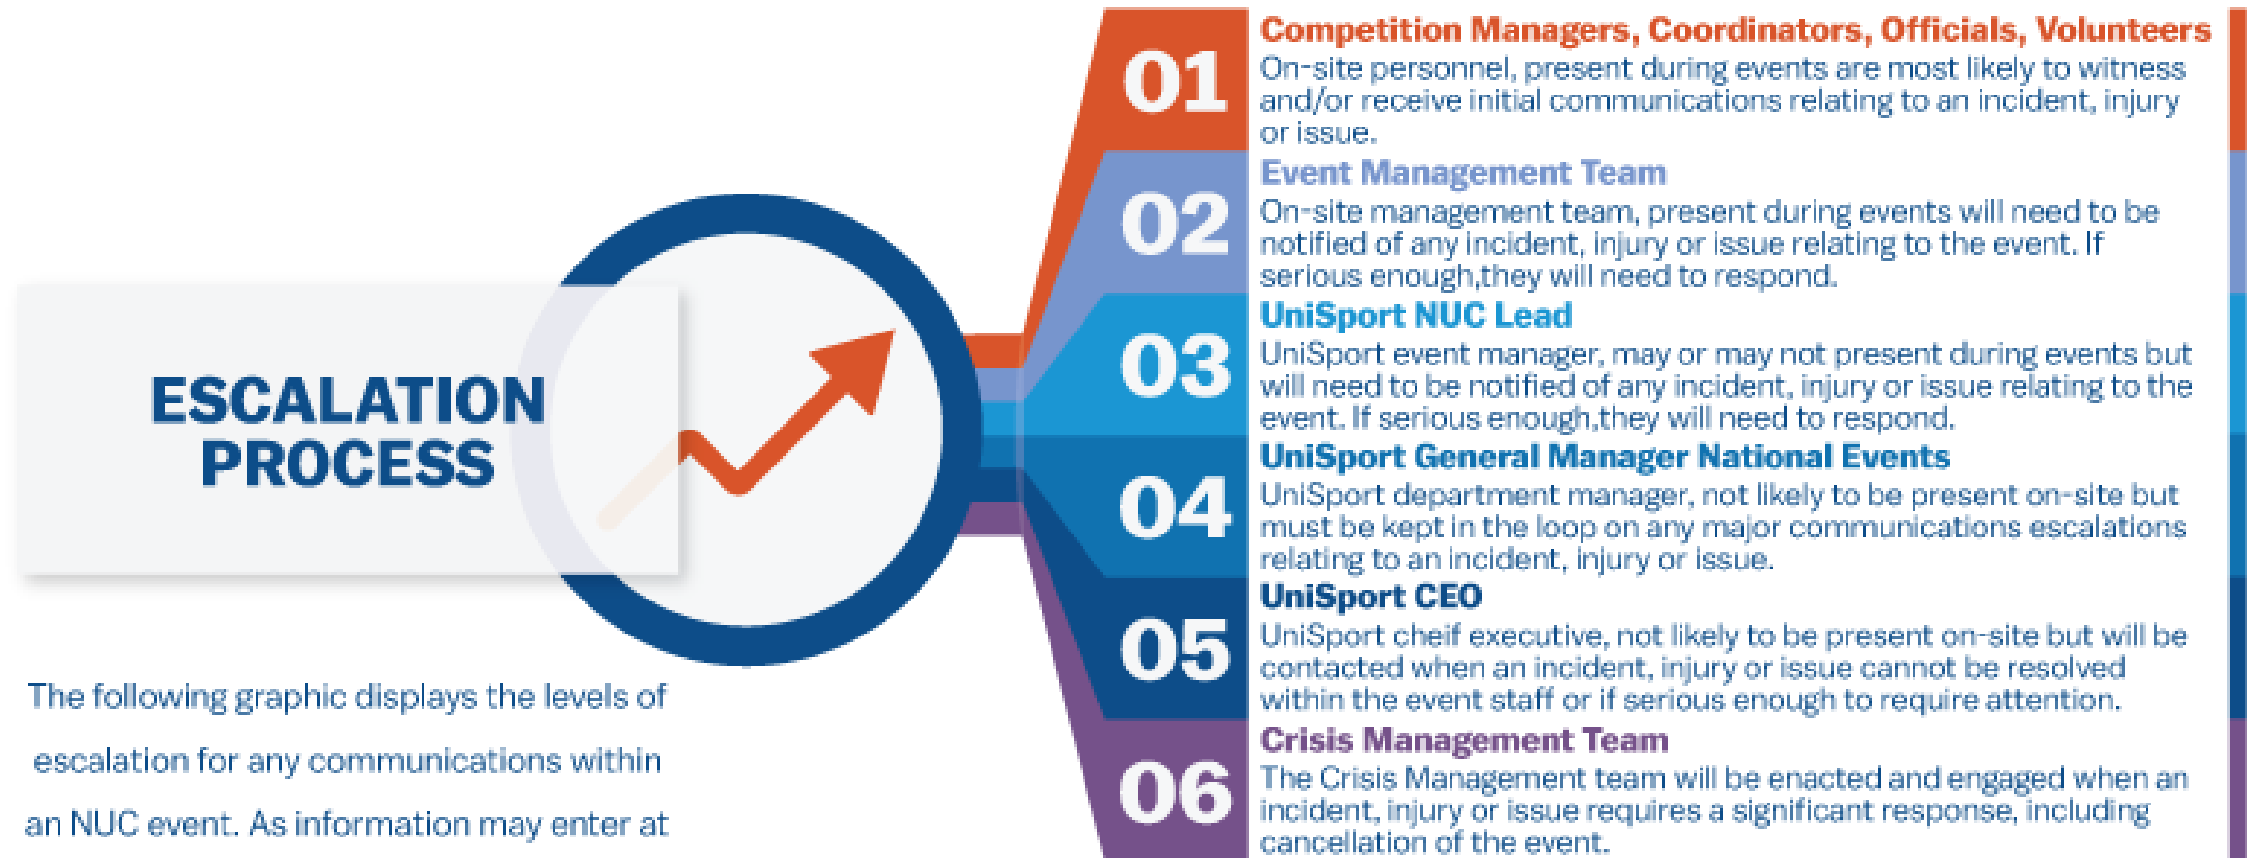 ESCALATION
PROCESS
The following graphic displays the levels of
escalation for any communications within
an NUC event. As information may enter at
01
Competition Managers, Coordinators, Officials, Volunteers
On-site personnel, present during events are most likely to witness
and/or receive initial communications relating to an incident, injury
or issue.
02
Event Management Team
On-site management team, present during events will need to be
notified of any incident, injury or issue relating to the event. If
serious enough,they will need to respond.
03
UniSport NUC Lead
UniSport event manager, may or may not present during events but
will need to be notified of any incident, injury or issue relating to the
event. If serious enough,they will need to respond.
04
UniSport General Manager National Events
UniSport department manager, not likely to be present on-site but
must be kept in the loop on any major communications escalations
relating to an incident, injury or issue.
05
UniSport CEO
UniSport cheif executive, not likely to be present on-site but will be
contacted when an incident, injury or issue cannot be resolved
within the event staff or if serious enough to require attention.
06
Crisis Management Team
The Crisis Management team will be enacted and engaged when an
incident, injury or issue requires a significant response, including
cancellation of the event.